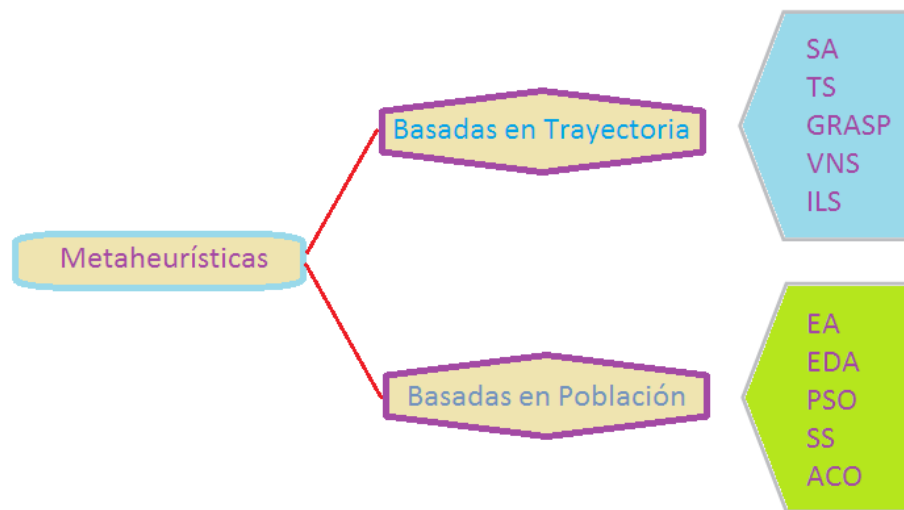 Metaheurísticas
Basadas en Trayectoria
SA
TS
GRASP
VNS
ILS
Basadas en Población
EA
EDA
PSO
SS
ACO